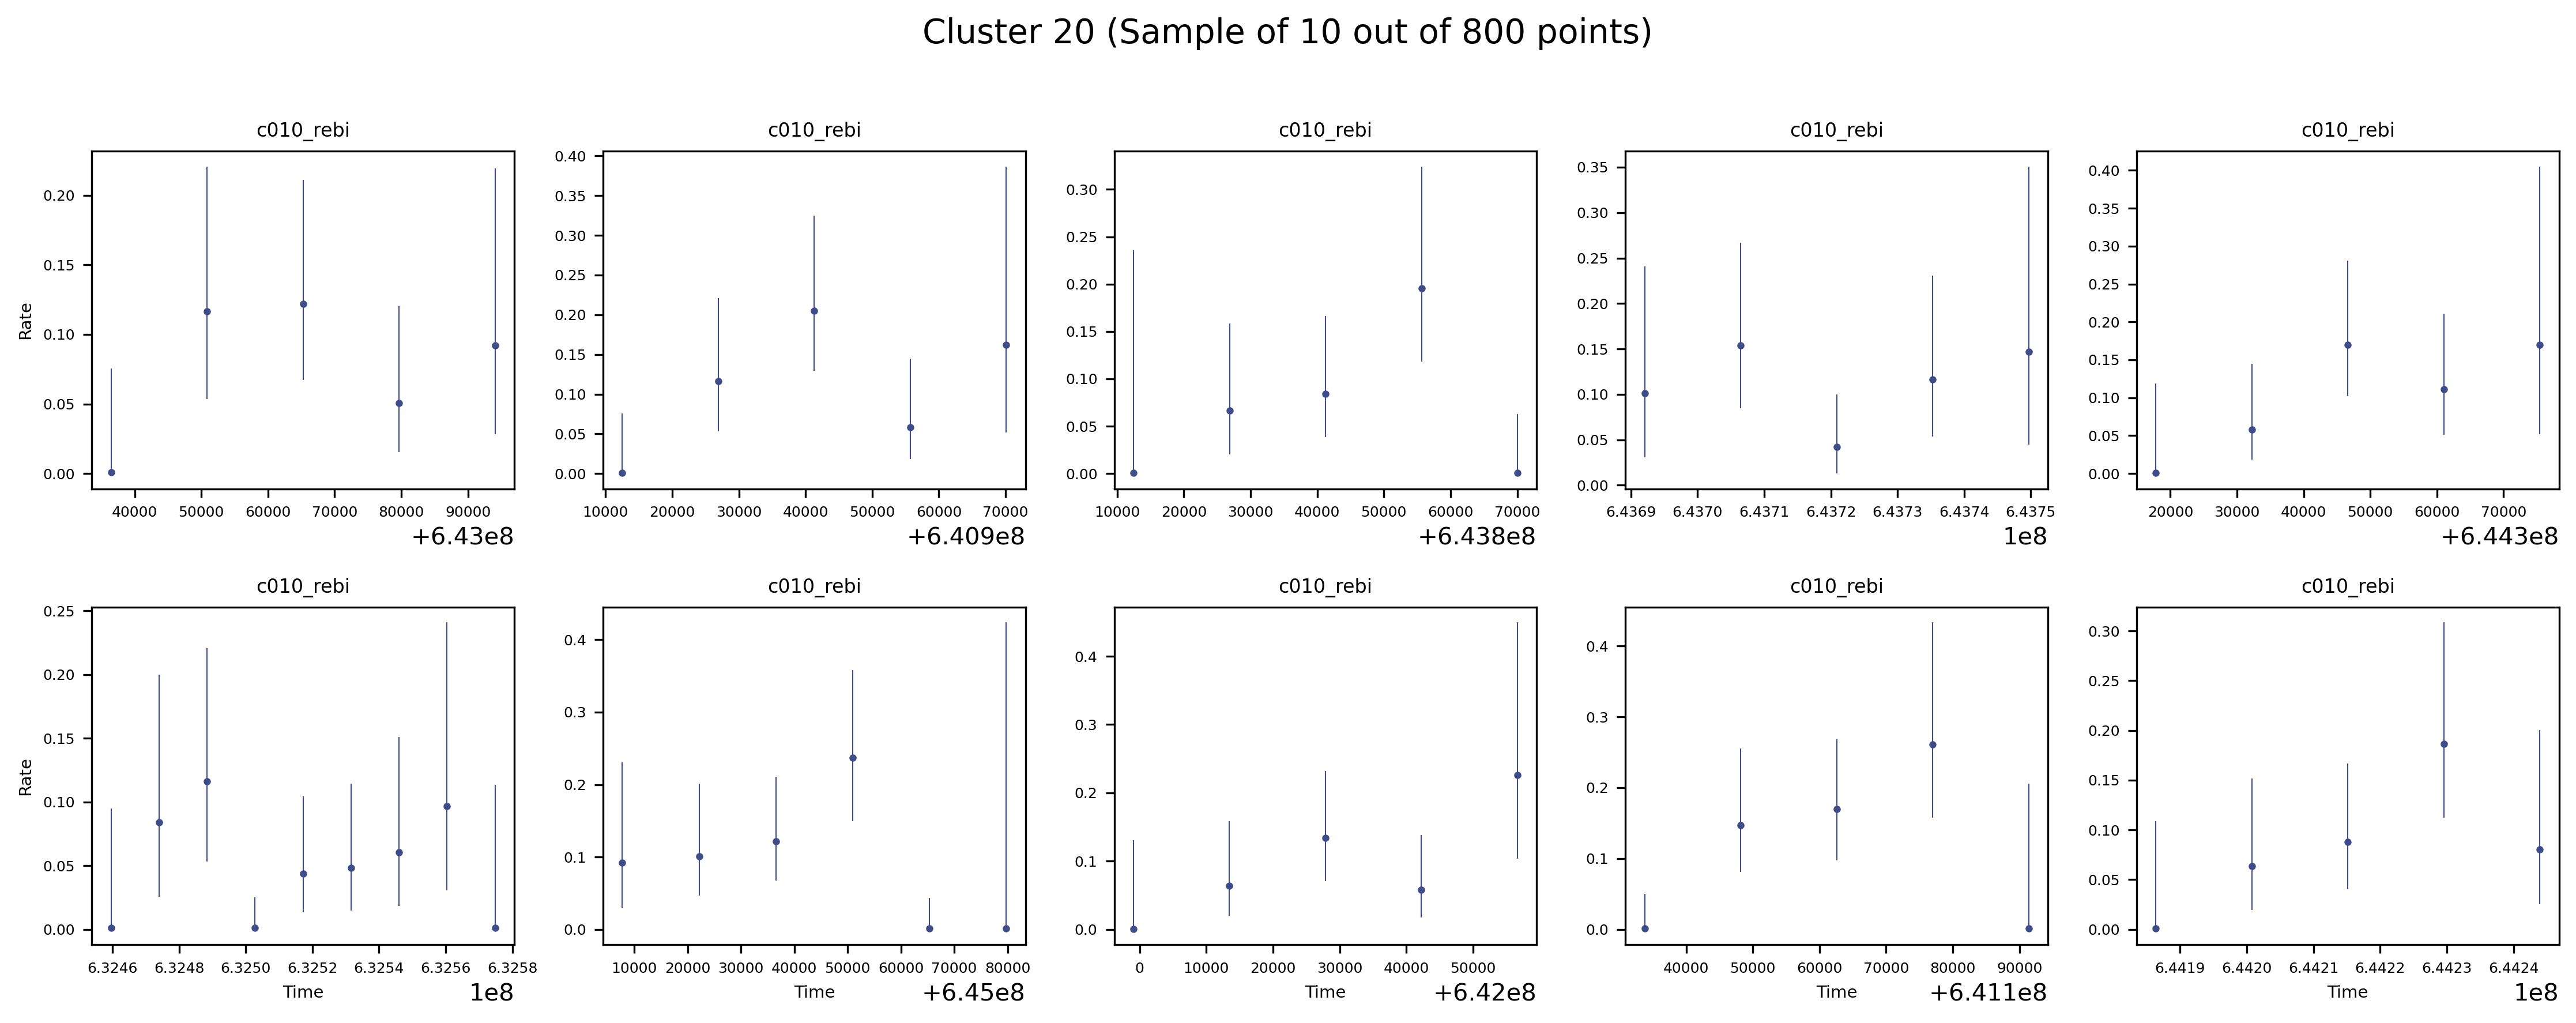 Cluster 20 (Sample of 10 out of 800 points)
c010_rebi c010_rebi c010_rebi c010_rebi c010_rebi
Rate
0.20
0.15
0.10
0.05
0.00
40000 50000 60000 70000 80000 90000
+6.43e8
0.40
0.35
0.30
0.25
0.20
0.15
0.10
0.05
0.00
10000 20000 30000 40000 50000 60000 70000
+6.409e8
0.30
0.25
0.20
0.15
0.10
0.05
0.00
10000 20000 30000 40000 50000 60000 70000
+6.438e8
0.35
0.30
0.25
0.20
0.15
0.10
0.05
0.00
6.4369 6.4370 6.4371 6.4372 6.4373 6.4374 6.4375
1e8
0.40
0.35
0.30
0.25
0.20
0.15
0.10
0.05
0.00
20000 30000 40000 50000 60000 70000
+6.443e8
c010_rebi c010_rebi c010_rebi c010_rebi c010_rebi
Rate
0.25
0.20
0.15
0.10
0.05
0.00
6.3246 6.3248 6.3250 6.3252 6.3254 6.3256 6.3258
Time 1e8
0.4
0.3
0.2
0.1
0.0
10000 20000 30000 40000 50000 60000 70000 80000
Time +6.45e8
0.4
0.3
0.2
0.1
0.0
0 10000 20000 30000 40000 50000
Time +6.42e8
0.4
0.3
0.2
0.1
0.0
40000 50000 60000 70000 80000 90000
Time +6.411e8
0.30
0.25
0.20
0.15
0.10
0.05
0.00
6.4419 6.4420 6.4421 6.4422 6.4423 6.4424
Time 1e8